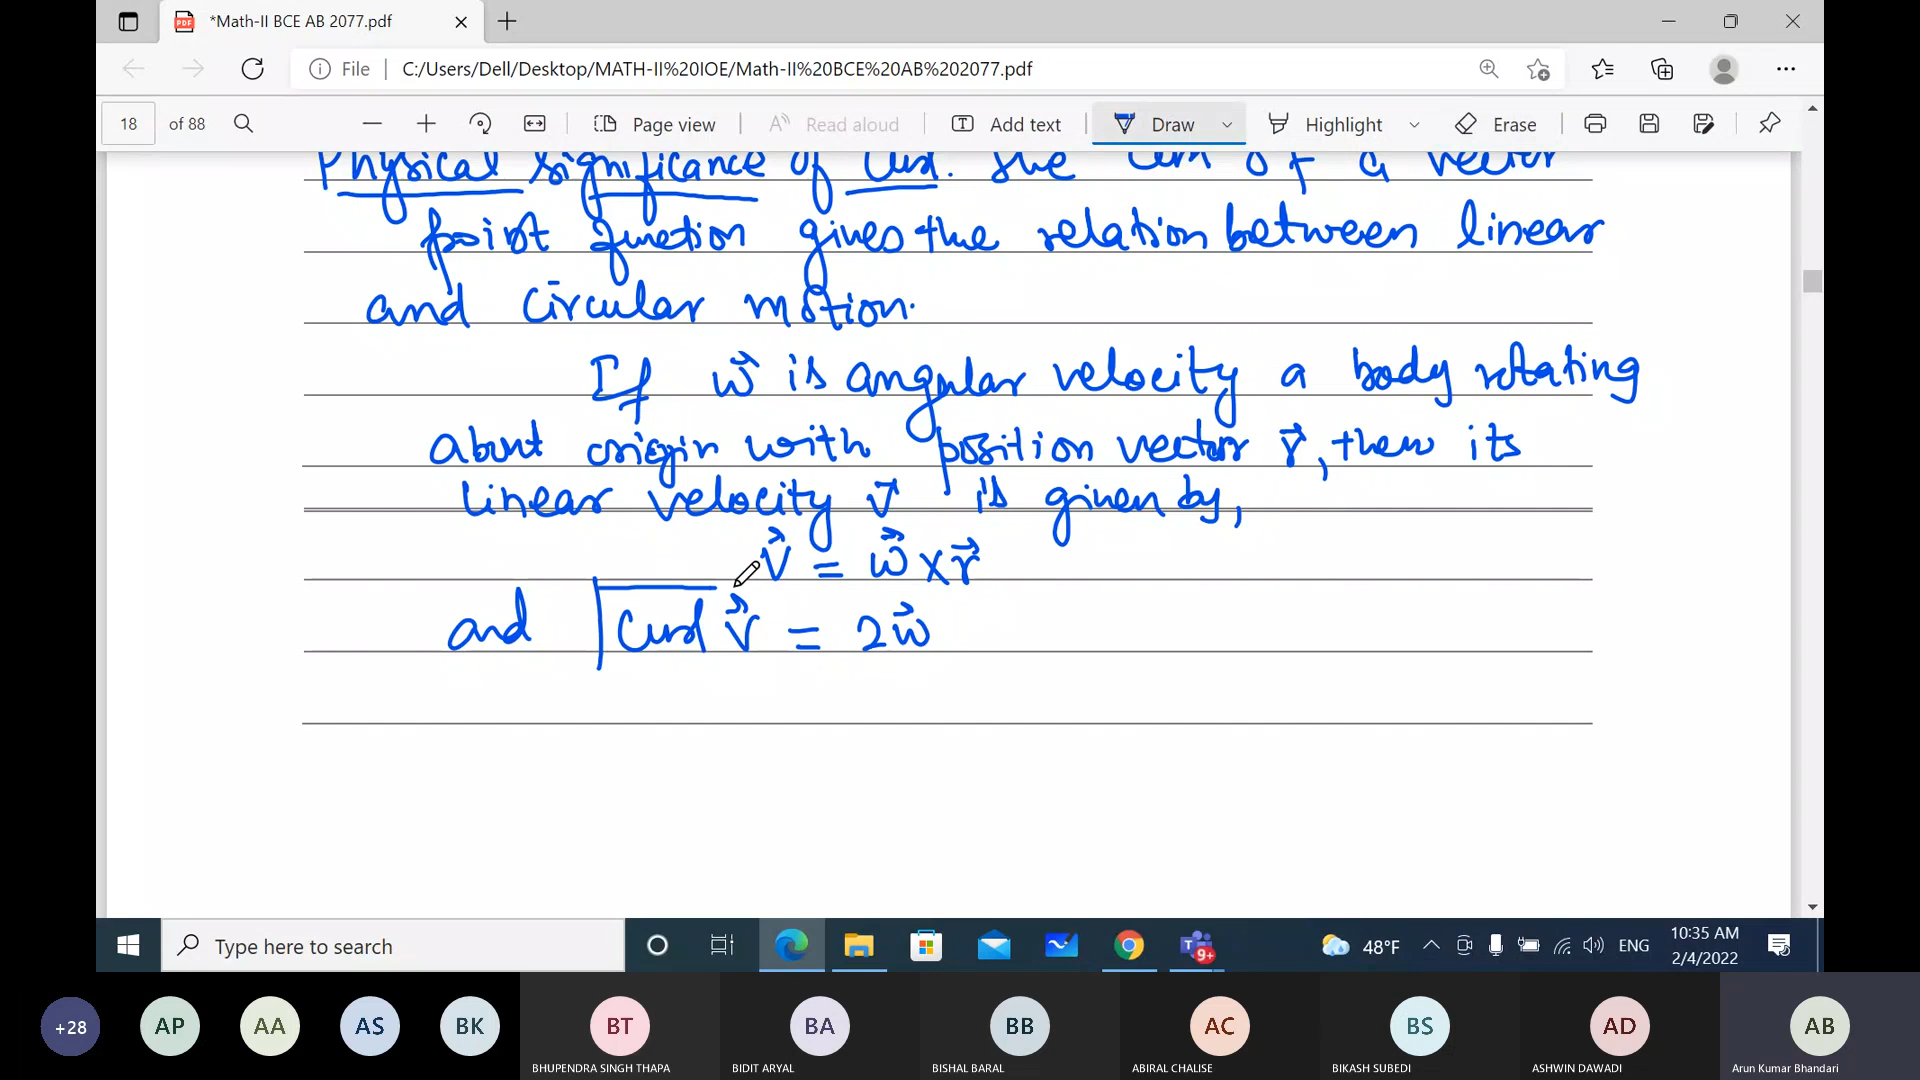 *Math-II BCE AB 2077.pdf
File C:/Users/Dell/Desktop/MATH-II%20IOE/Math-II%20BCE%20AB%202077.pdf
18 of 88 Page view Read aloud Add text Draw Highlight Erase
Physical significance of Curl. The Curl of a vector
point function gives the relation between linear
and circular motion.
If w⃗ is angular velocity a body rotating
about origin with position vector r⃗, then its
linear velocity v⃗ is given by,
v⃗ = w⃗ × r⃗
and Curl v⃗ = 2w⃗
Type here to search
9+
48°F
ENG
10:35 AM
2/4/2022
+28 AP AA AS BK BT BA BB AC BS AD AB
BHUPENDRA SINGH THAPA BIDIT ARYAL BISHAL BARAL ABIRAL CHALISE BIKASH SUBEDI ASHWIN DAWADI Arun Kumar Bhandari